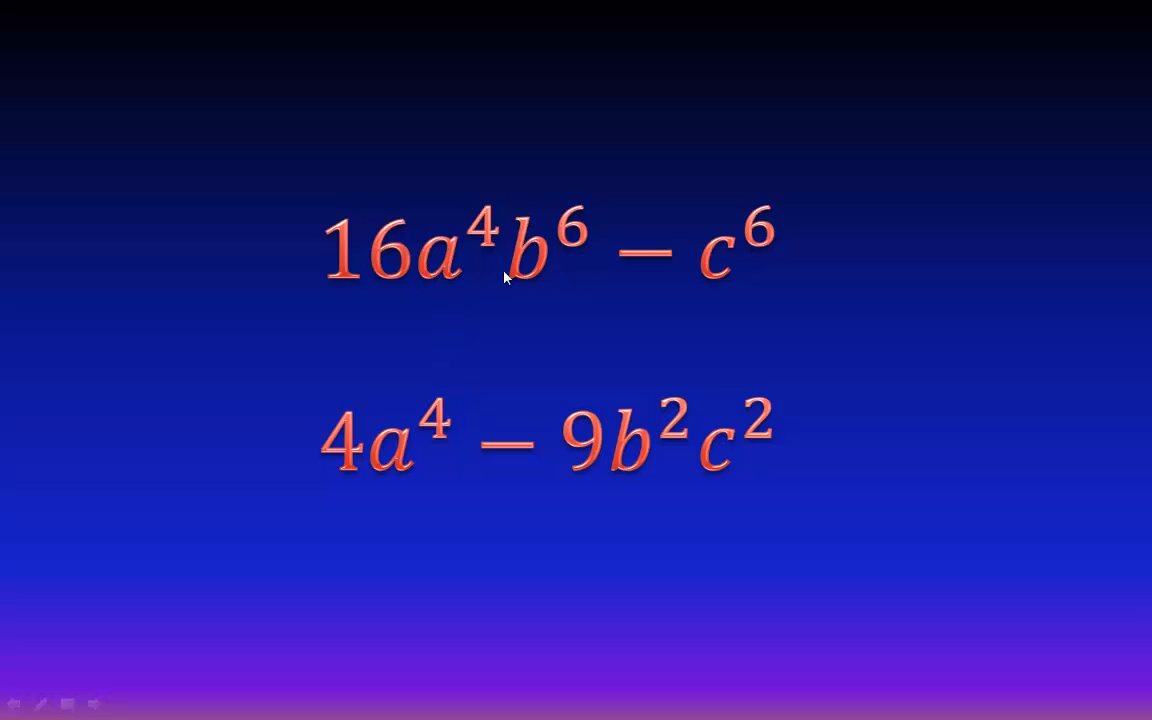 16a⁴b⁶ − c⁶
4a⁴ − 9b²c²